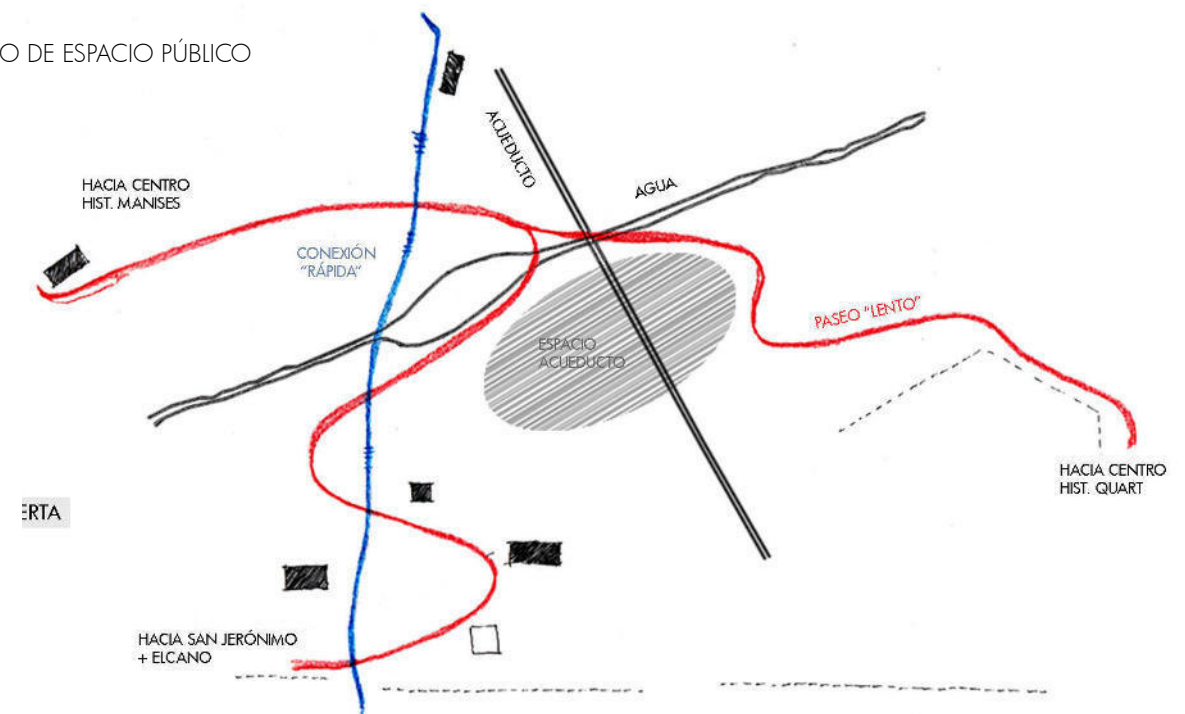 O DE ESPACIO PÚBLICO
ACUEDUCTO
AGUA
HACIA CENTRO
HIST. MANISES
CONEXIÓN
"RÁPIDA"
PASEO "LENTO"
ESPACIO
ACUEDUCTO
HACIA CENTRO
HIST. QUART
ERTA
HACIA SAN JERÓNIMO
+ ELCANO